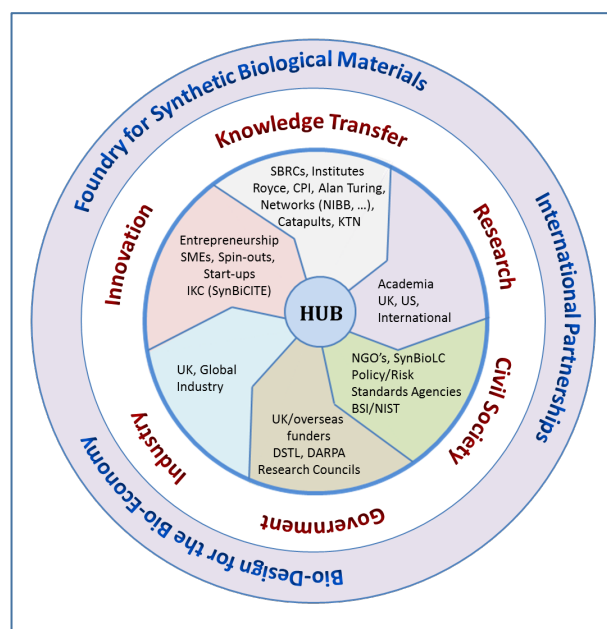 Foundry for Synthetic Biological Materials
International Partnerships
Bio-Design for the Bio-Economy
Knowledge Transfer
Research
Civil Society
Government
Industry
Innovation
SBRCs, Institutes
Royce, CPI, Alan Turing,
Networks (NIBB, ...),
Catapults, KTN
Academia
UK, US,
International
NGO's, SynBioLC
Policy/Risk
Standards Agencies
BSI/NIST
UK/overseas
funders
DSTL, DARPA
Research Councils
UK, Global
Industry
Entrepreneurship
SMEs, Spin-outs,
Start-ups
IKC (SynBiCITE)
HUB